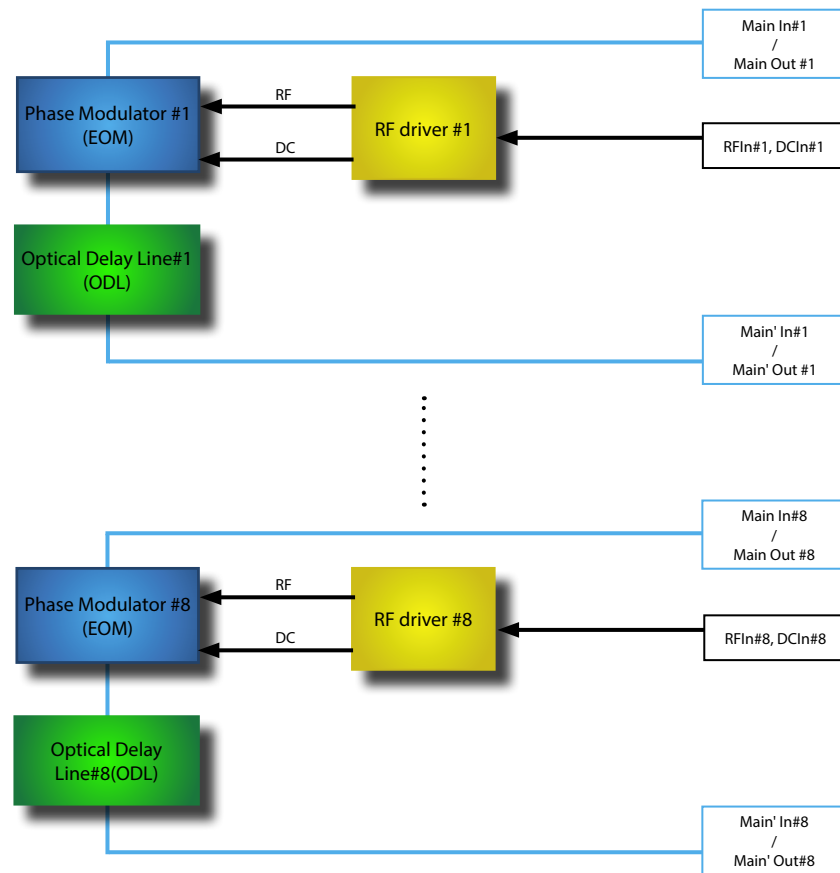 Main In#1
/
Main Out #1
Phase Modulator #1
(EOM)
RF
DC
RF driver #1
RFIn#1, DCIn#1
Optical Delay Line#1
(ODL)
Main' In#1
/
Main' Out #1
Main In#8
/
Main Out #8
Phase Modulator #8
(EOM)
RF
DC
RF driver #8
RFIn#8, DCIn#8
Optical Delay
Line#8(ODL)
Main' In#8
/
Main' Out#8